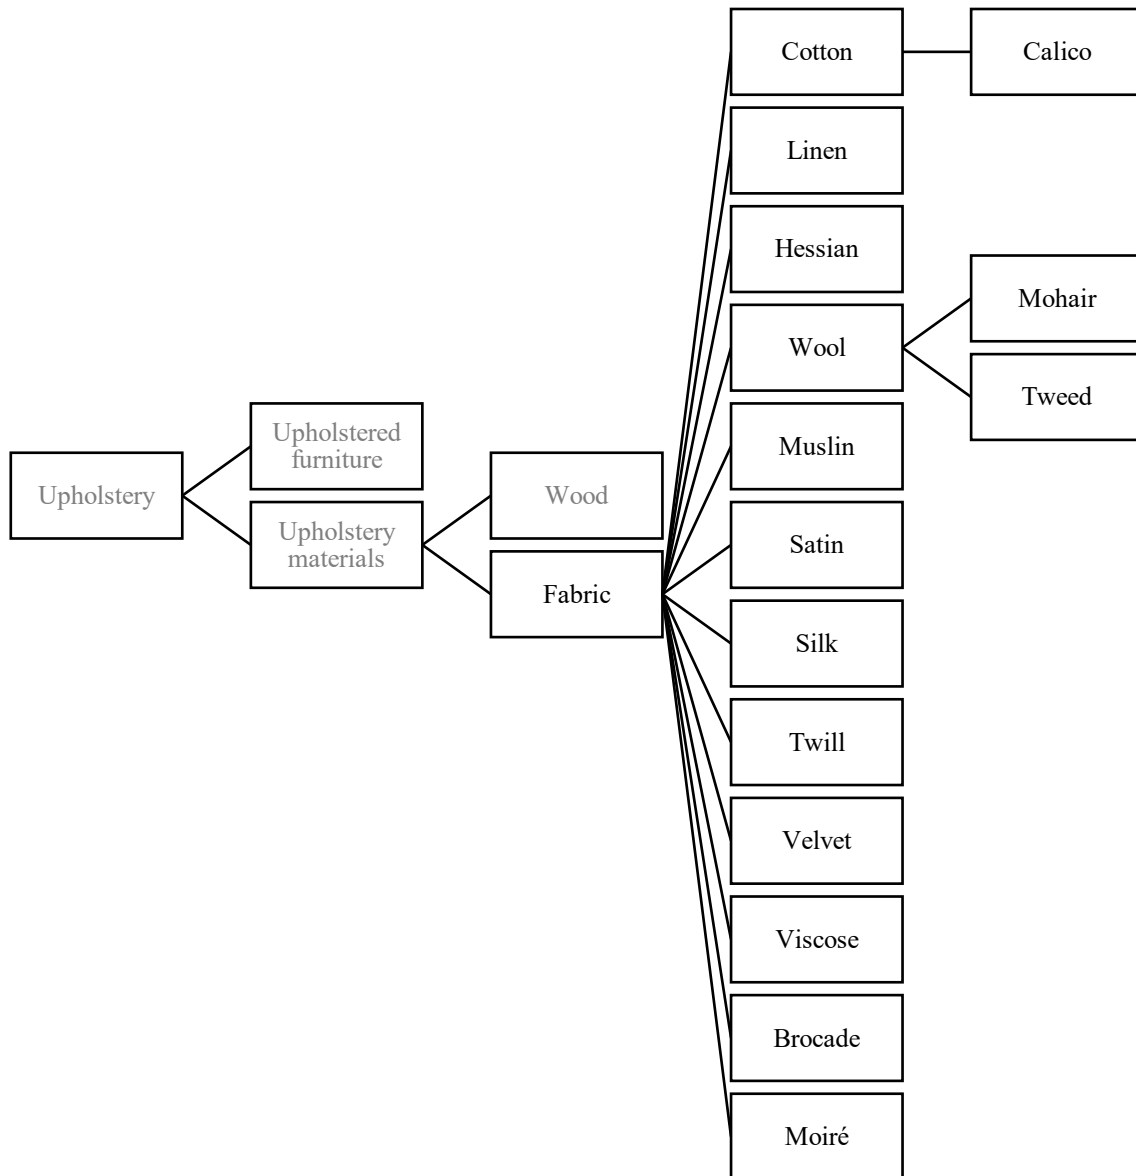 Upholstery
Upholstered
furniture
Upholstery
materials
Wood
Fabric
Cotton
Linen
Hessian
Wool
Muslin
Satin
Silk
Twill
Velvet
Viscose
Brocade
Moiré
Calico
Mohair
Tweed